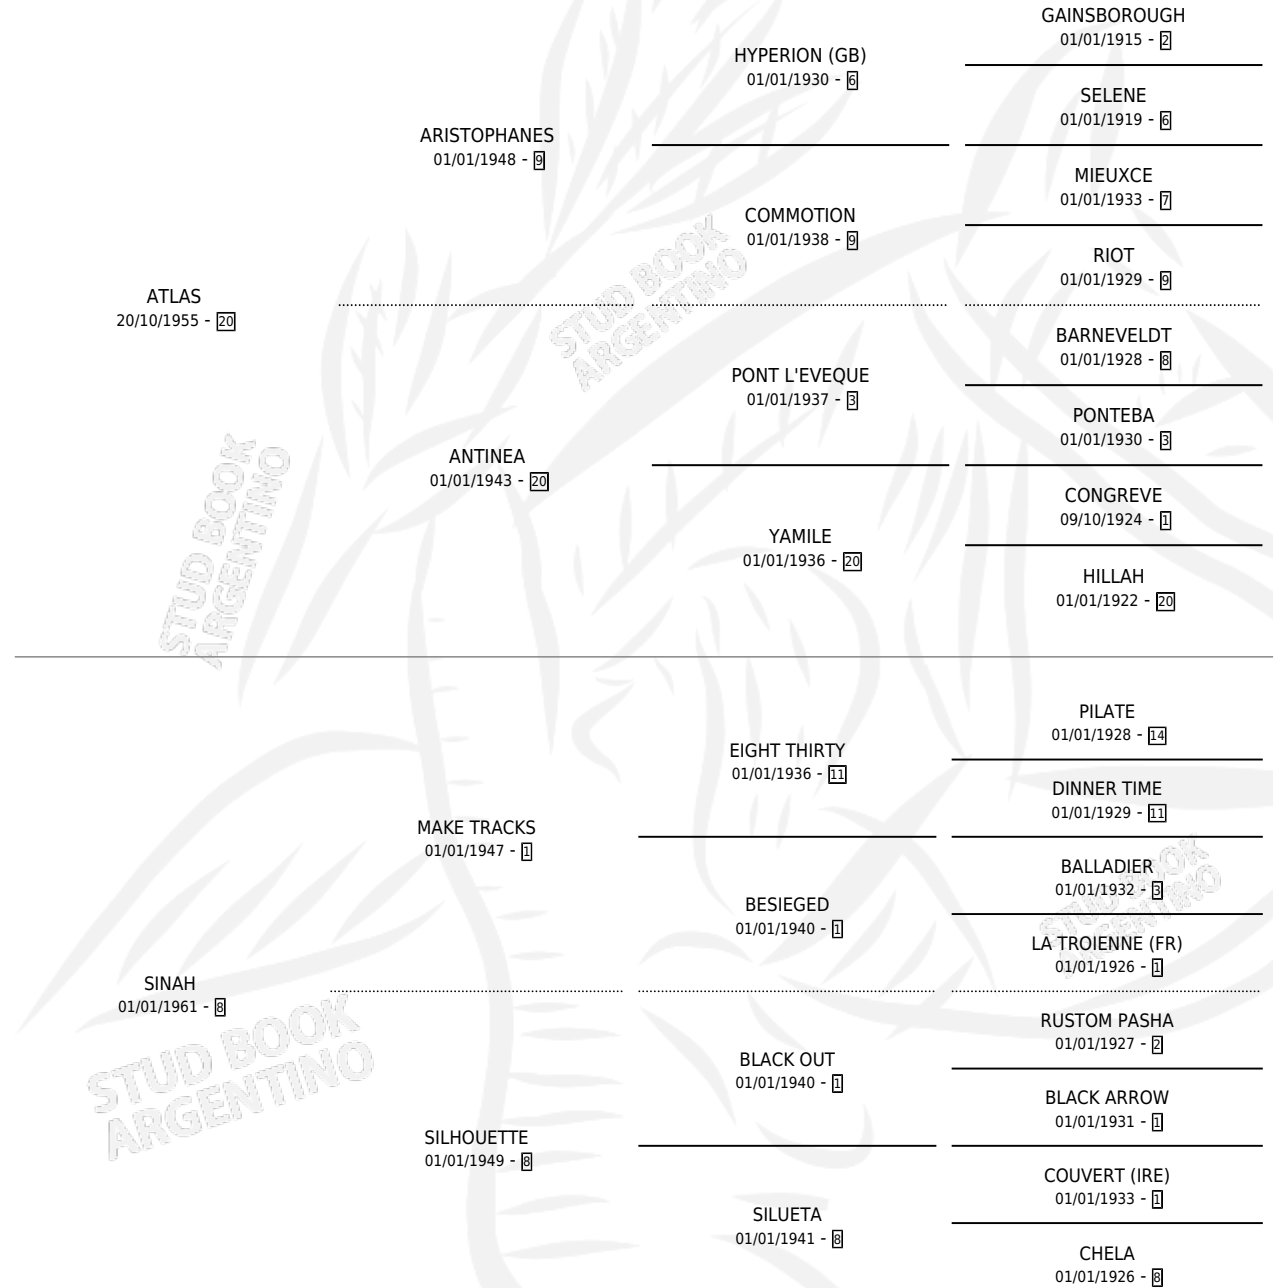 GAINSBOROUGH
01/01/1915 - 2
HYPERION (GB)
01/01/1930 - 6
SELENE
01/01/1919 - 6
ARISTOPHANES
01/01/1948 - 9
MIEUXCE
01/01/1933 - 7
COMMOTION
01/01/1938 - 9
RIOT
01/01/1929 - 9
ATLAS
20/10/1955 - 20
BARNEVELDT
01/01/1928 - 8
PONT L'EVEQUE
01/01/1937 - 3
PONTEBA
01/01/1930 - 3
ANTINEA
01/01/1943 - 20
CONGREVE
09/10/1924 - 1
YAMILE
01/01/1936 - 20
HILLAH
01/01/1922 - 20
PILATE
01/01/1928 - 14
EIGHT THIRTY
01/01/1936 - 11
DINNER TIME
01/01/1929 - 11
MAKE TRACKS
01/01/1947 - 1
BALLADIER
01/01/1932 - 3
BESIEGED
01/01/1940 - 1
LA TROIENNE (FR)
01/01/1926 - 1
SINAH
01/01/1961 - 8
RUSTOM PASHA
01/01/1927 - 2
BLACK OUT
01/01/1940 - 1
BLACK ARROW
01/01/1931 - 1
SILHOUETTE
01/01/1949 - 8
COUVERT (IRE)
01/01/1933 - 1
SILUETA
01/01/1941 - 8
CHELA
01/01/1926 - 8
STUD BOOK
ARGENTINO
STUD BOOK
ARGENTINO
STUD BOOK
ARGENTINO
STUD BOOK
ARGENTINO